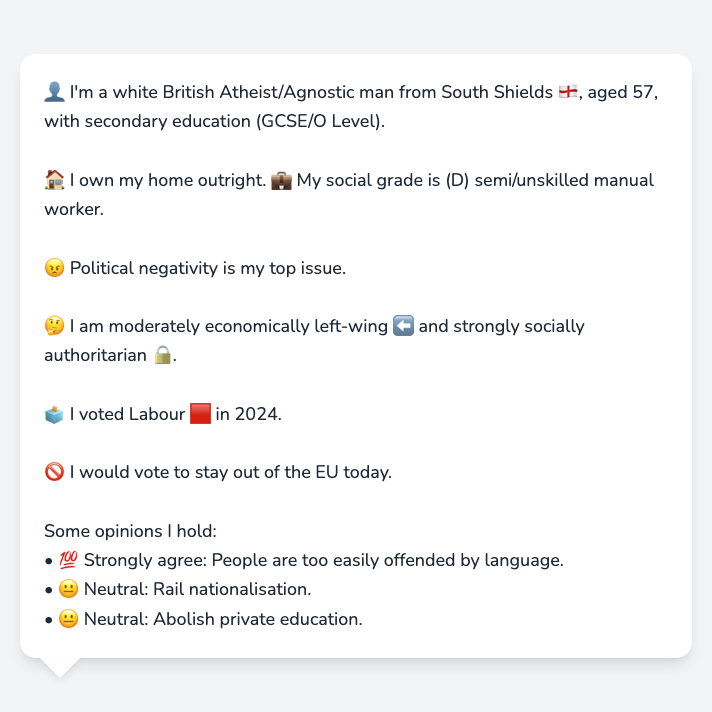 👤 I'm a white British Atheist/Agnostic man from South Shields 🏴󠁧󠁢󠁥󠁮󠁧󠁿, aged 57,
with secondary education (GCSE/O Level).
🏠 I own my home outright. 💼 My social grade is (D) semi/unskilled manual
worker.
😠 Political negativity is my top issue.
🤔 I am moderately economically left-wing ⬅️ and strongly socially
authoritarian 🔒.
🗳️ I voted Labour 🟥 in 2024.
🚫 I would vote to stay out of the EU today.
Some opinions I hold:
• 💯 Strongly agree: People are too easily offended by language.
• 😐 Neutral: Rail nationalisation.
• 😐 Neutral: Abolish private education.